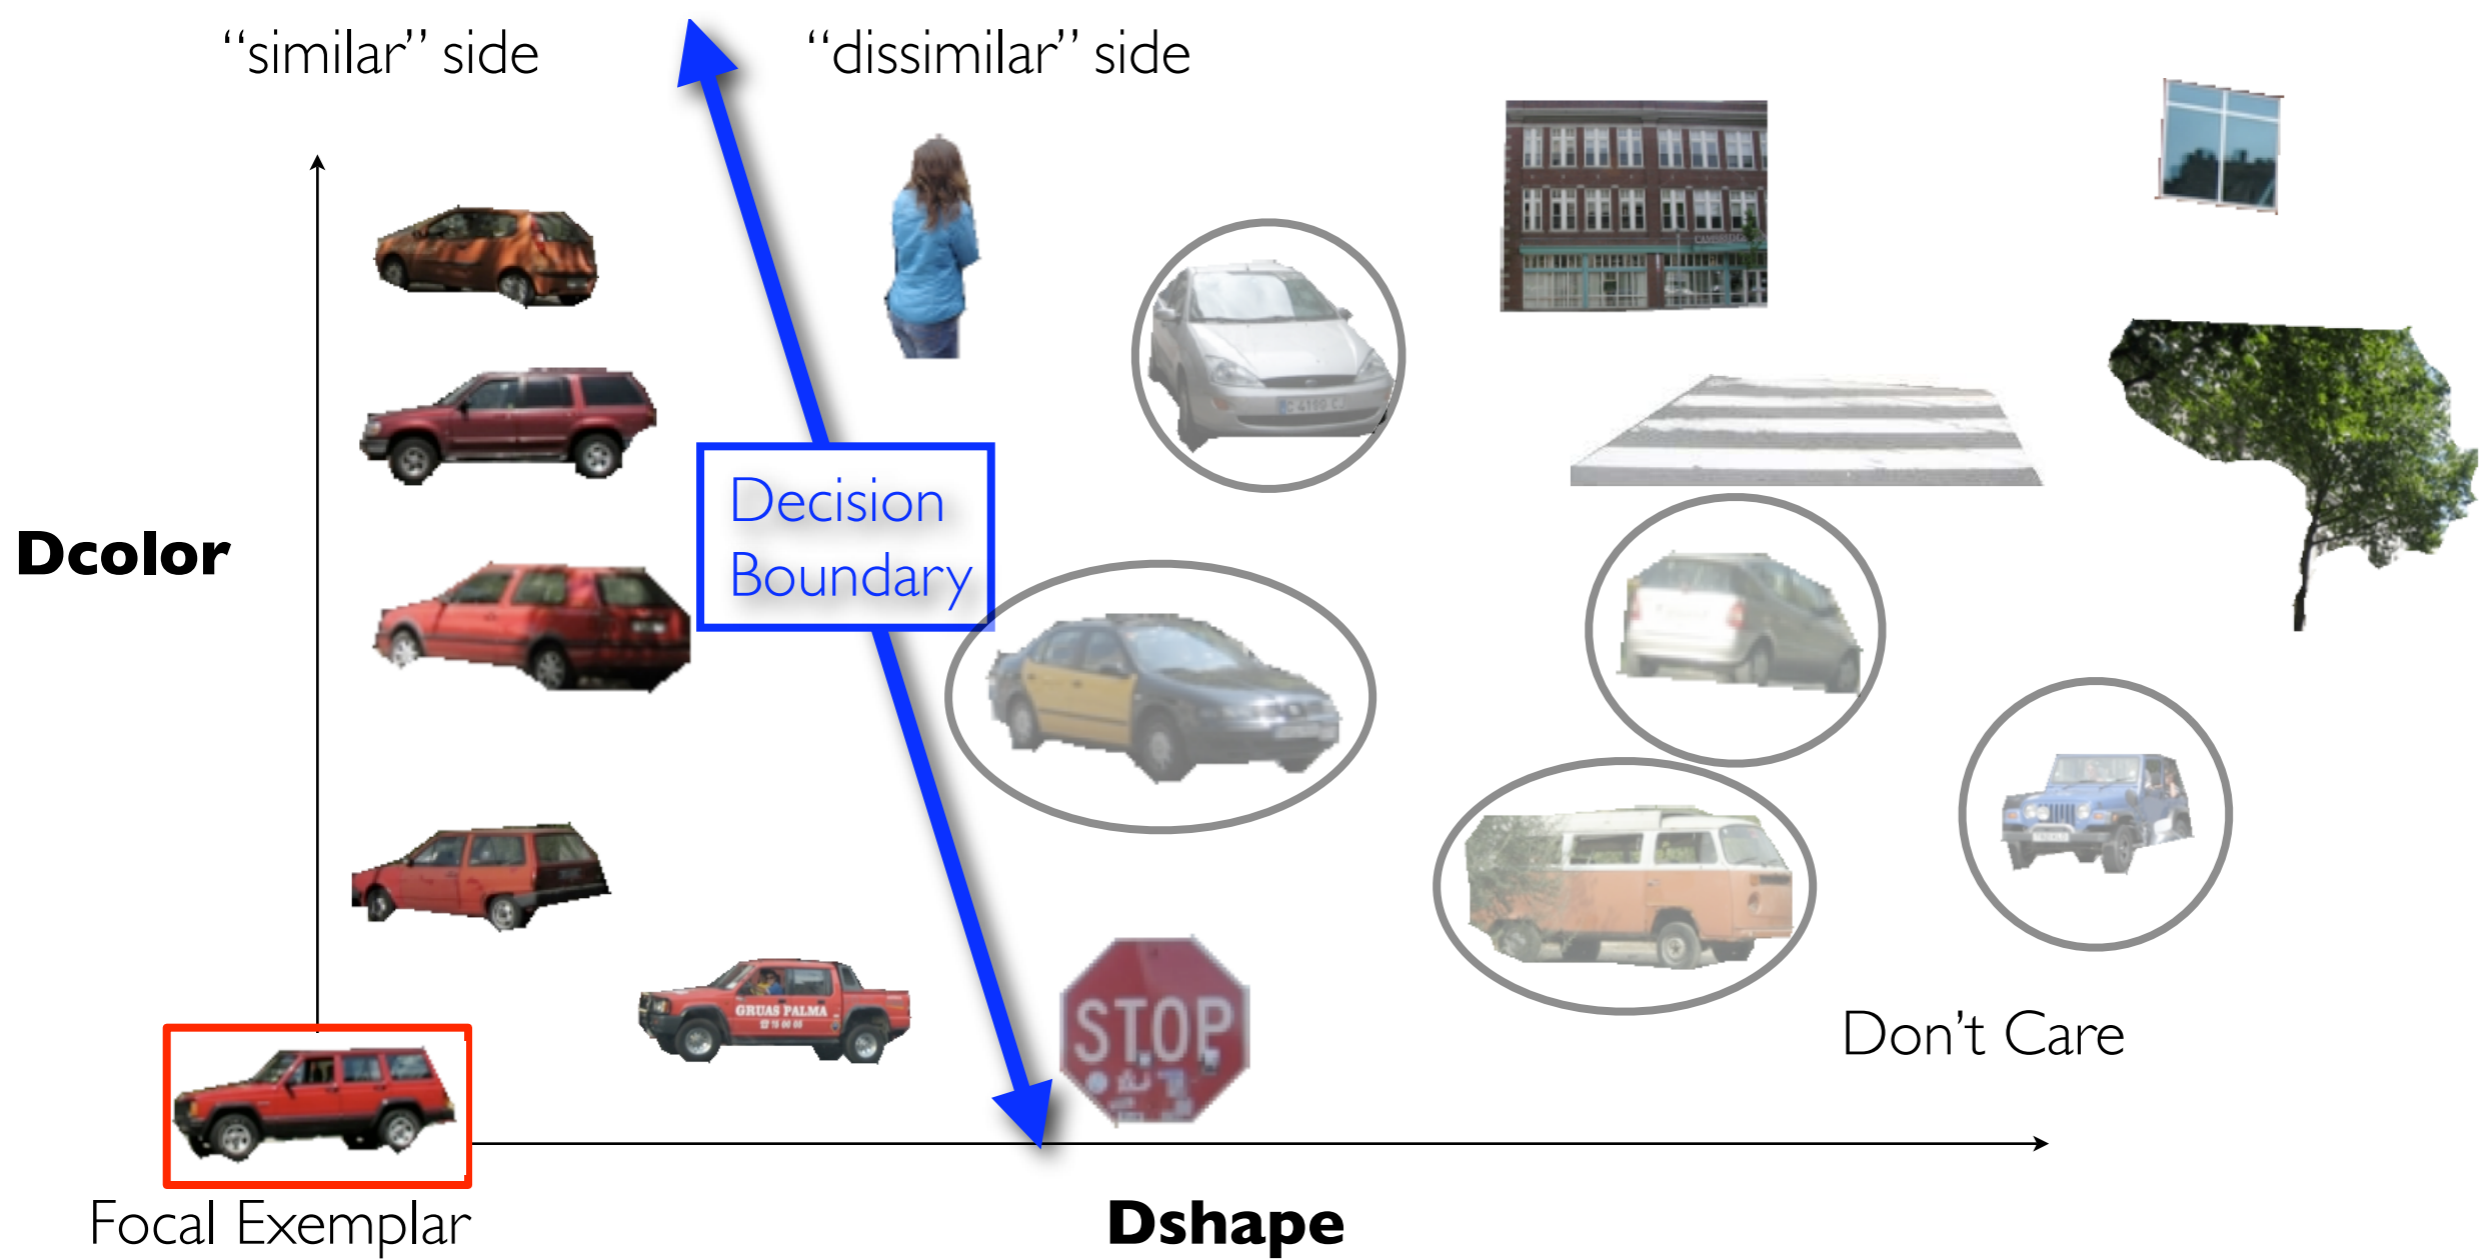 “similar” side
“dissimilar” side
Decision
Boundary
Dcolor
GRUAS PALMA
STOP
Don't Care
Focal Exemplar
Dshape